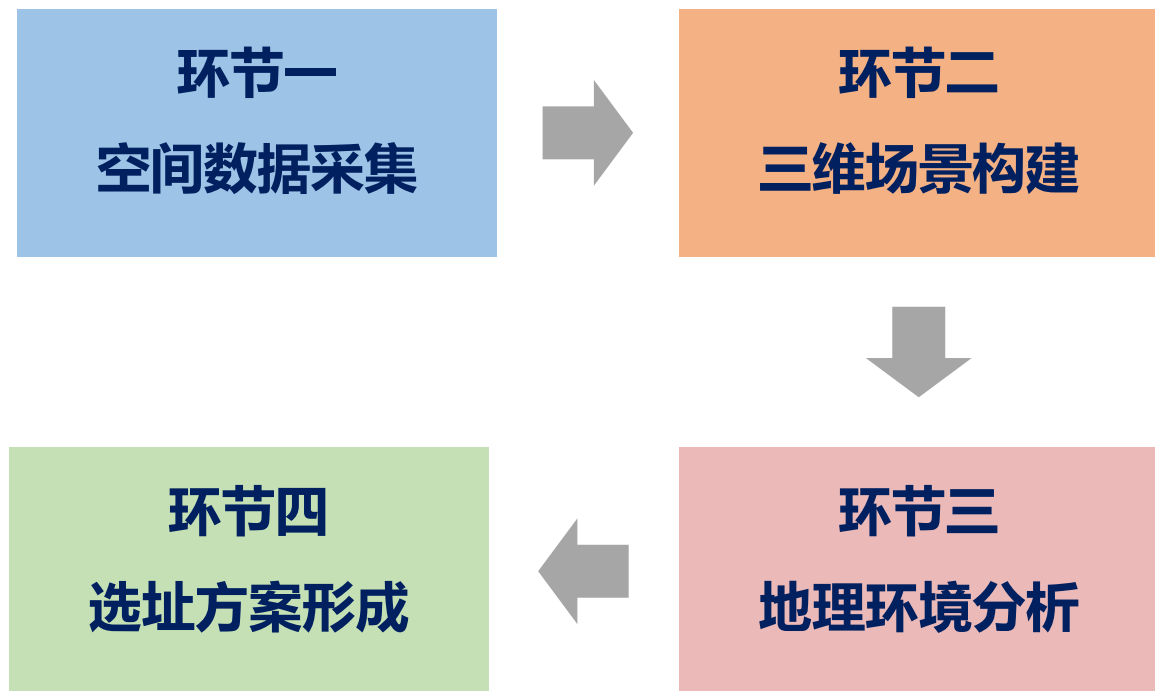 环节一
空间数据采集
环节二
三维场景构建
环节三
地理环境分析
环节四
选址方案形成